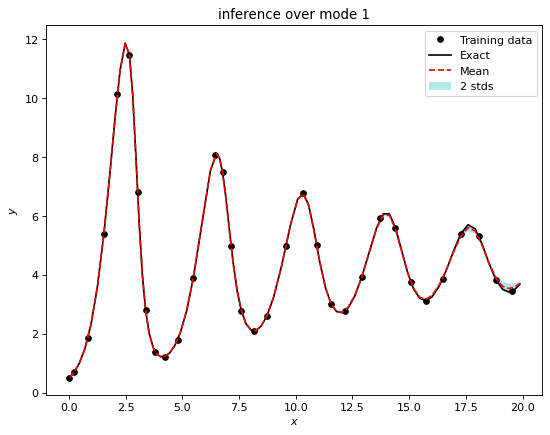 inference over mode 1
Training data
Exact
Mean
2 stds
y
12
10
8
6
4
2
0
0.0 2.5 5.0 7.5 10.0 12.5 15.0 17.5 20.0
x